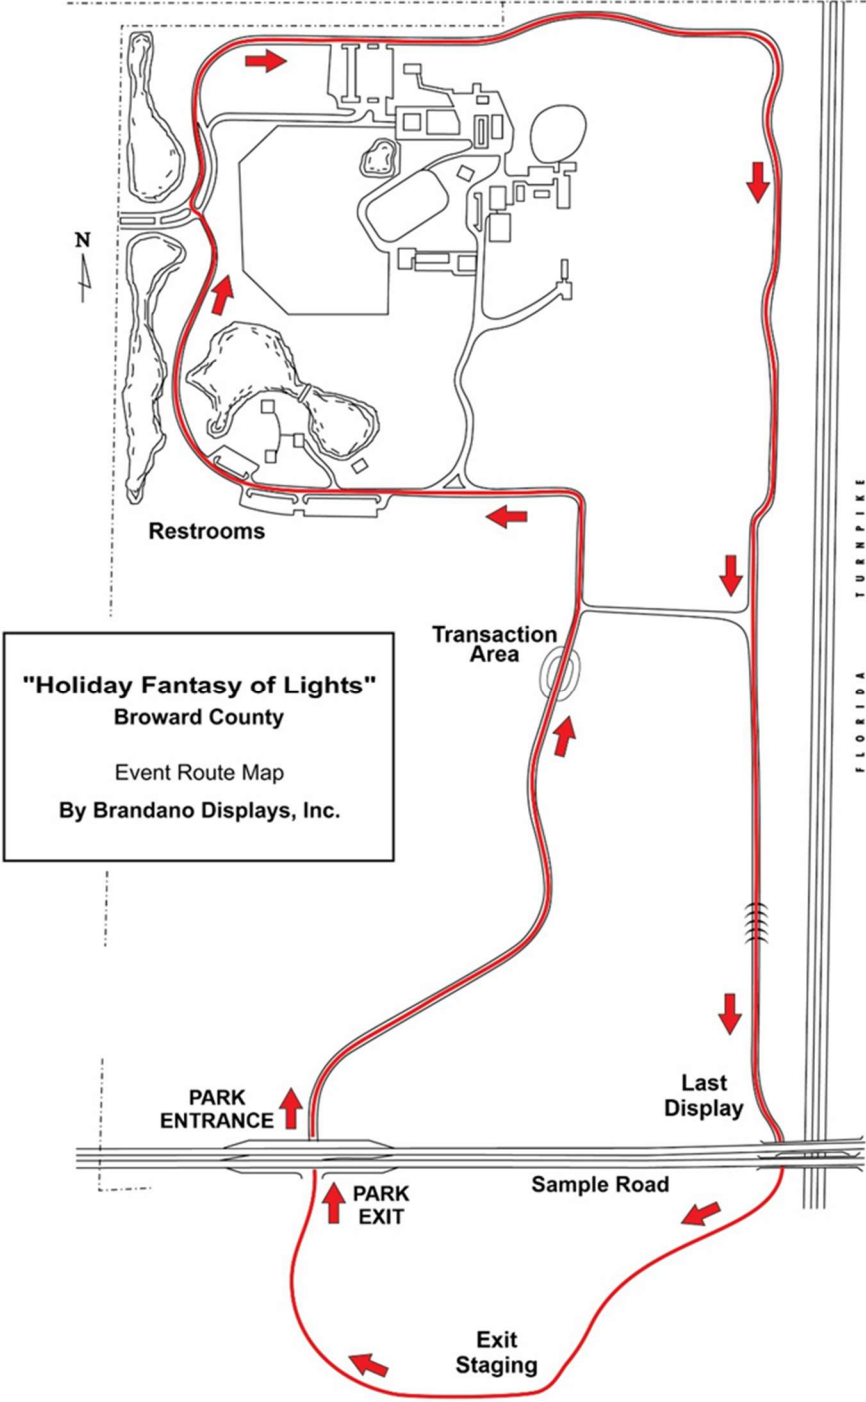 N
Restrooms
FLORIDA TURNPIKE
Transaction
Area
"Holiday Fantasy of Lights"
Broward County
Event Route Map
By Brandano Displays, Inc.
Last
Display
PARK
ENTRANCE
Sample Road
PARK
EXIT
Exit
Staging